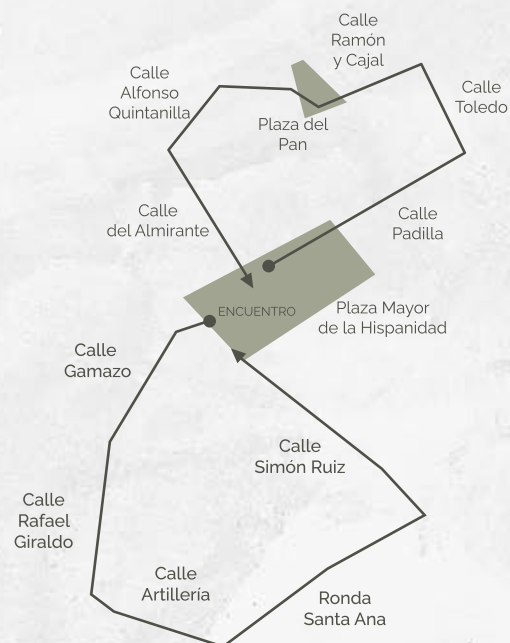 Calle
Ramón
y Cajal
Calle
Alfonso
Quintanilla
Calle
Toledo
Plaza del
Pan
Calle
del Almirante
Calle
Padilla
ENCUENTRO
Plaza Mayor
de la Hispanidad
Calle
Gamazo
Calle
Simón Ruiz
Calle
Rafael
Giraldo
Calle
Artillería
Ronda
Santa Ana